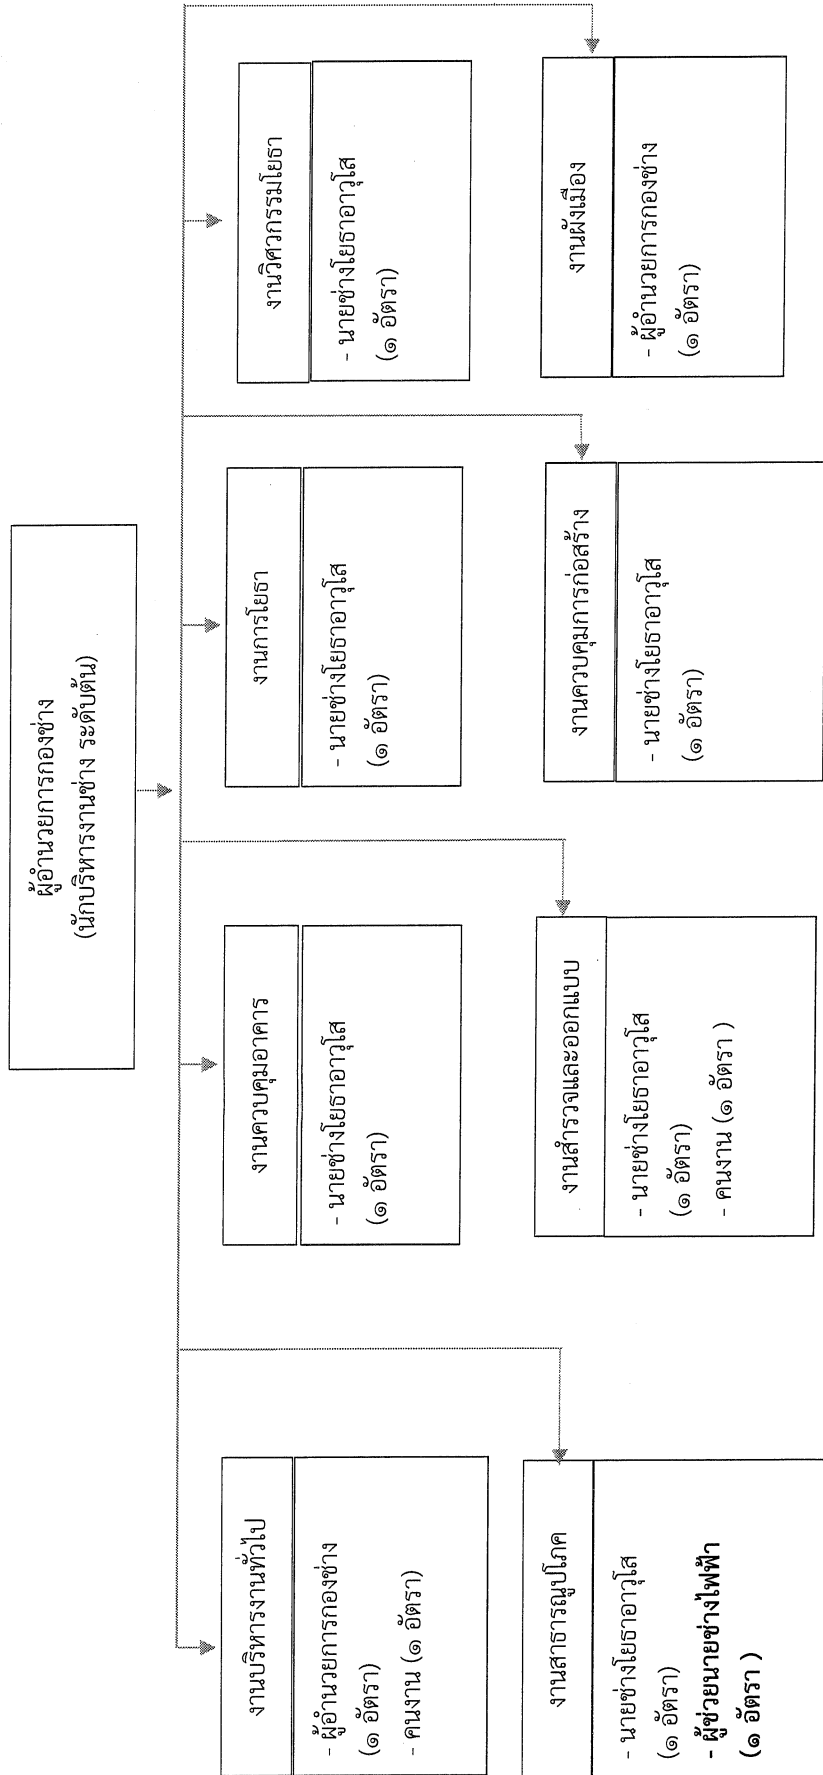 ผู้อำนวยการกองช่าง
(นักบริหารงานช่าง ระดับต้น)
งานบริหารงานทั่วไป
- ผู้อำนวยการกองช่าง
(๑ อัตรา)
- คนงาน (๑ อัตรา)
งานควบคุมอาคาร
- นายช่างโยธาอาวุโส
(๑ อัตรา)
งานการโยธา
- นายช่างโยธาอาวุโส
(๑ อัตรา)
งานวิศวกรรมโยธา
- นายช่างโยธาอาวุโส
(๑ อัตรา)
งานสาธารณูปโภค
- นายช่างโยธาอาวุโส
(๑ อัตรา)
- ผู้ช่วยนายช่างไฟฟ้า
(๑ อัตรา )
งานสำรวจและออกแบบ
- นายช่างโยธาอาวุโส
(๑ อัตรา)
- คนงาน (๑ อัตรา )
งานควบคุมการก่อสร้าง
- นายช่างโยธาอาวุโส
(๑ อัตรา)
งานผังเมือง
- ผู้อำนวยการกองช่าง
(๑ อัตรา)